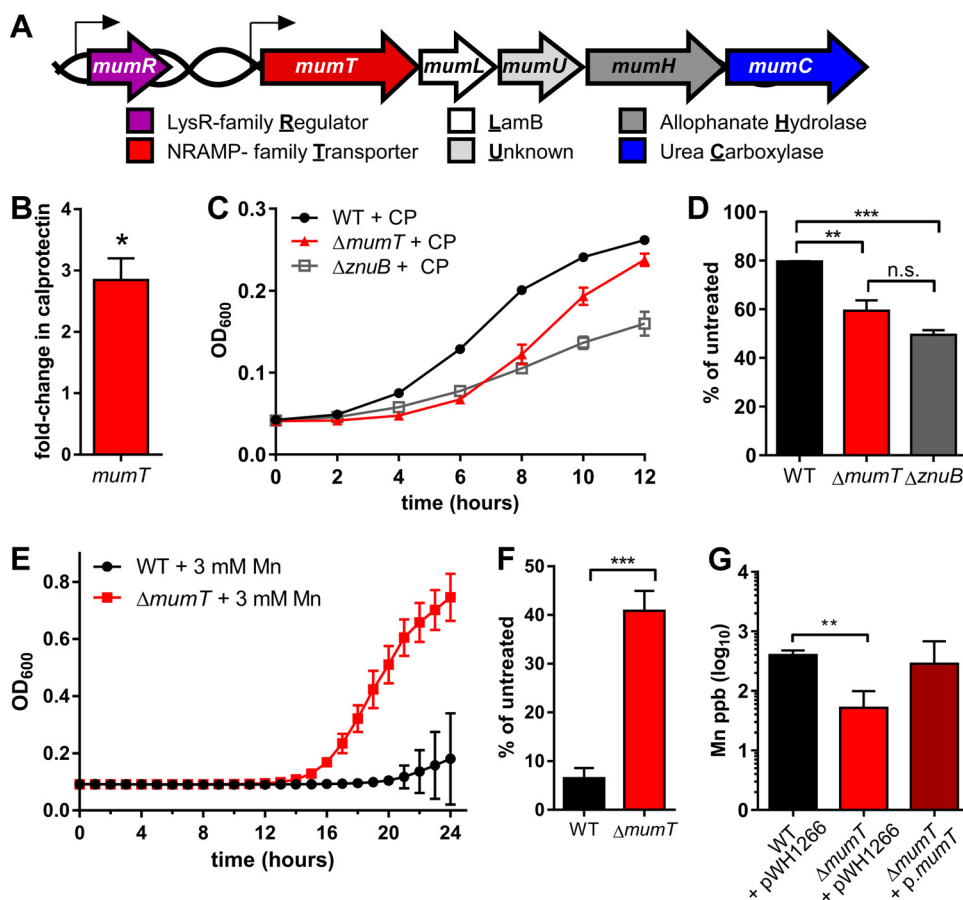 A
mumR mumT mumL mumU mumH mumC
LysR-family Regulator LamB Allophanate Hydrolase
NRAMP- family Transporter Unknown Urea Carboxylase
B
fold-change in calprotectin
4
3
2
1
0
*
mumT
C
WT + CP
ΔmumT + CP
ΔznuB + CP
OD600
0.3
0.2
0.1
0.0
0 2 4 6 8 10 12
time (hours)
D
% of untreated
100
80
60
40
20
0
***
**
n.s.
WT ΔmumT ΔznuB
E
WT + 3 mM Mn
ΔmumT + 3 mM Mn
OD600
0.8
0.6
0.4
0.2
0.0
0 4 8 12 16 20 24
time (hours)
F
% of untreated
50
40
30
20
10
0
***
WT ΔmumT
G
Mn ppb (log10)
4
3
2
1
0
**
WT
+ pWH1266
ΔmumT
+ pWH1266
ΔmumT
+ p.mumT